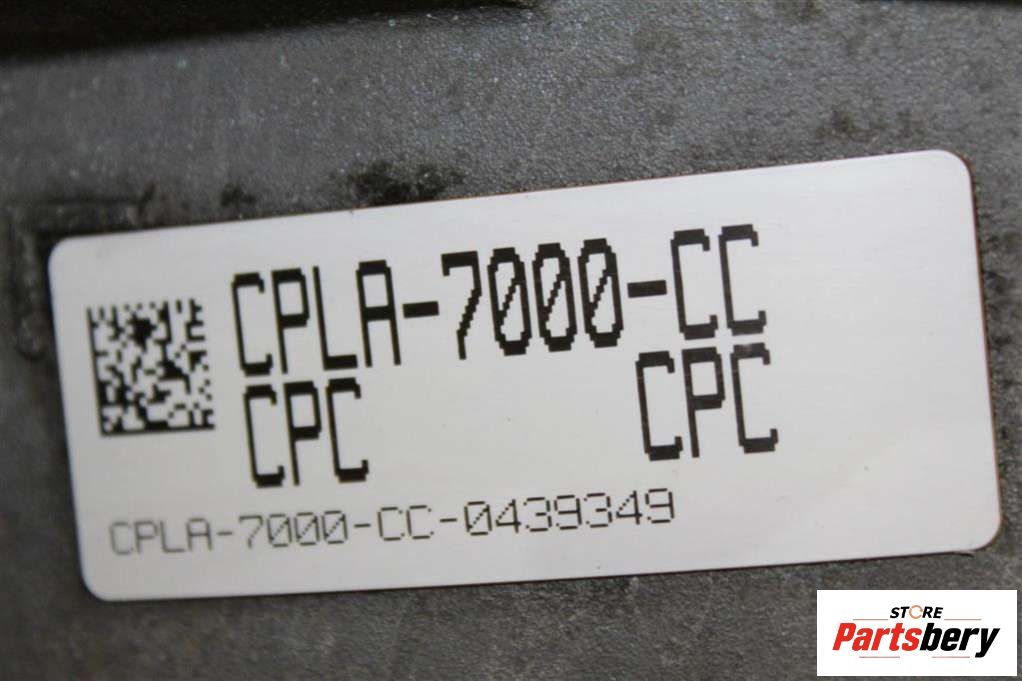 CPLA-7000-CC
CPC CPC
CPLA-7000-CC-0439349
STORE
Partsbery